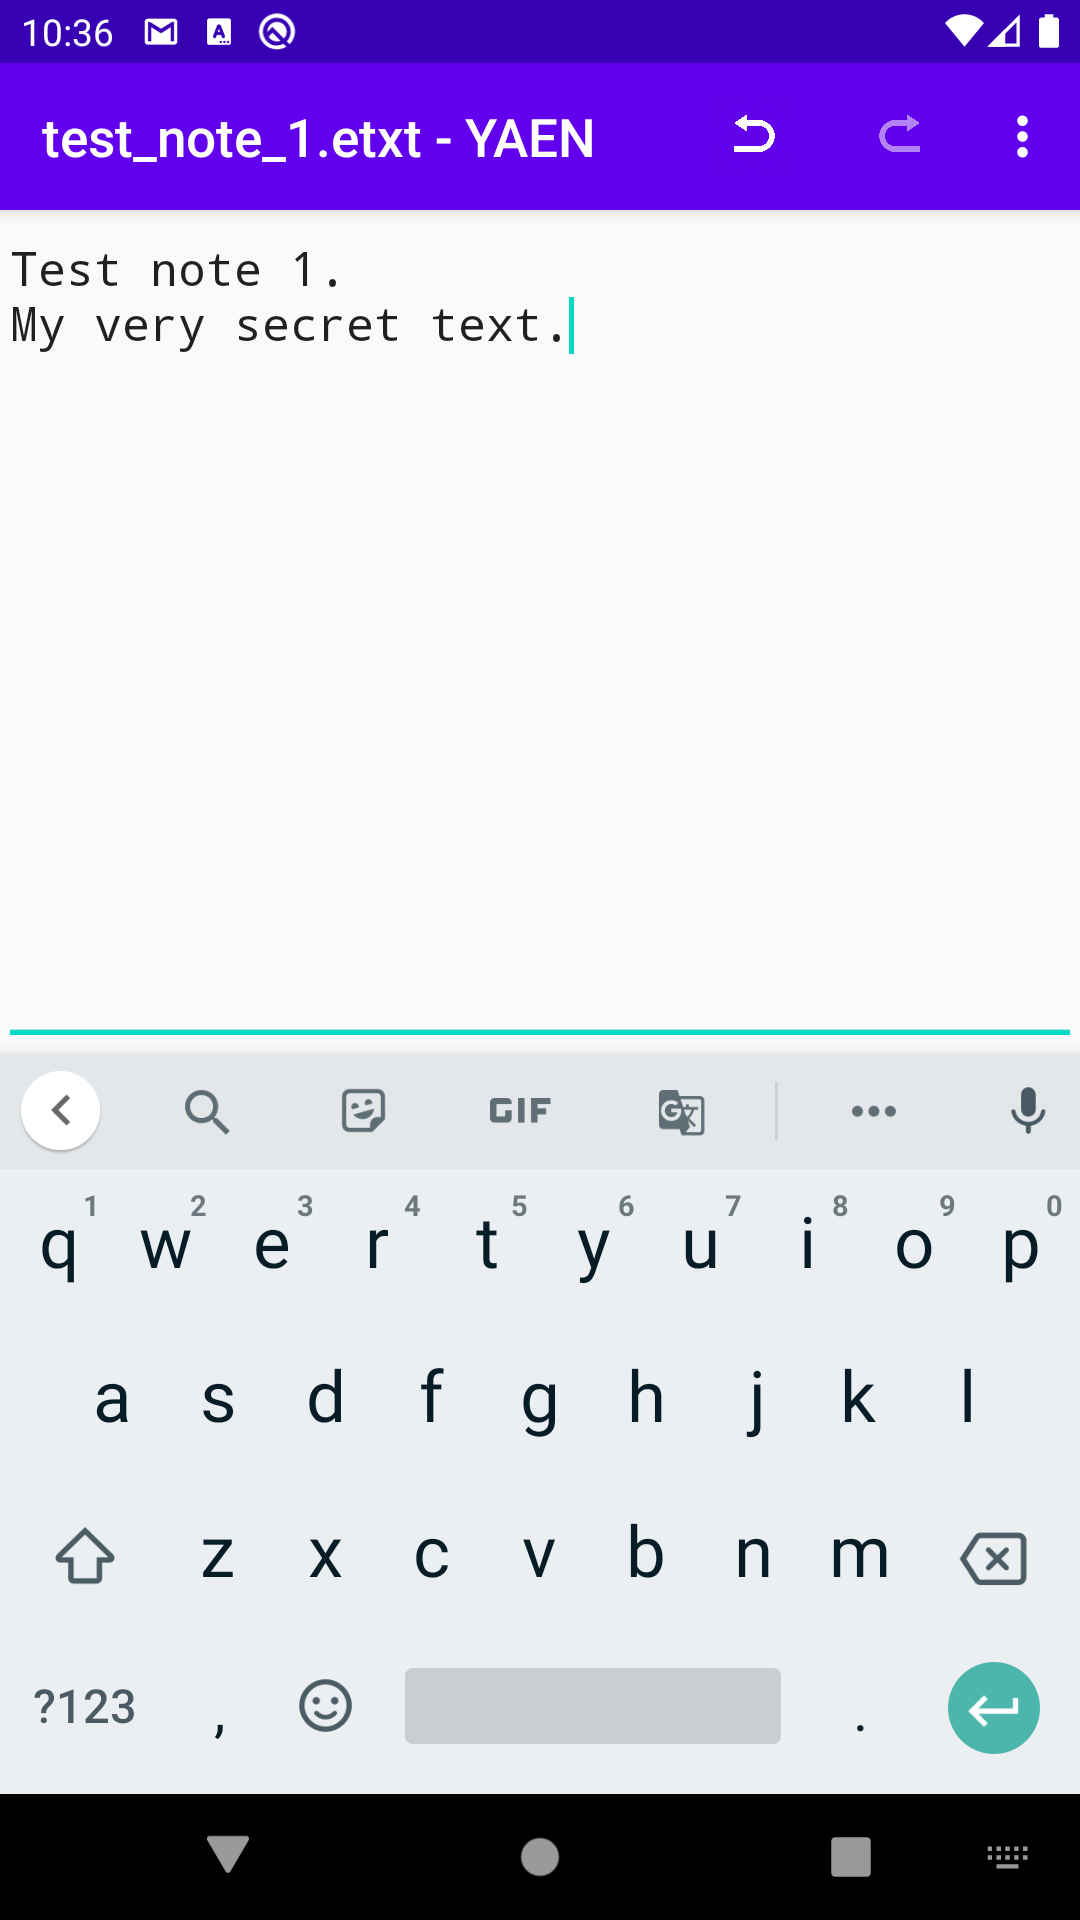 10:36
test_note_1.etxt - YAEN
Test note 1.
My very secret text.
GIF
1 2 3 4 5 6 7 8 9 0
q w e r t y u i o p
a s d f g h j k l
z x c v b n m
?123 , .